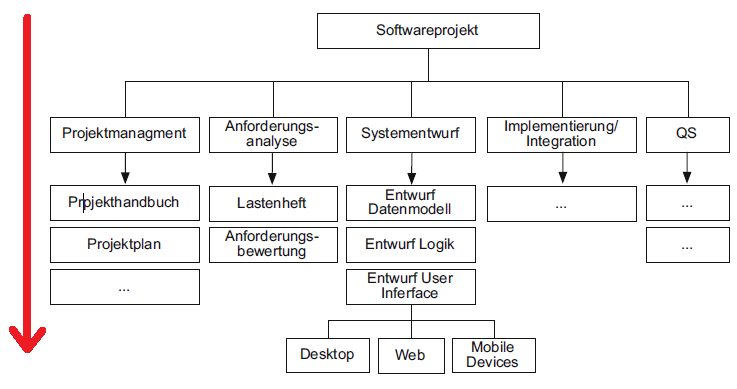 Softwareprojekt
Projektmanagment
Anforderungs-
analyse
Systementwurf
Implementierung/
Integration
QS
Projekthandbuch
Projektplan
...
Lastenheft
Anforderungs-
bewertung
Entwurf
Datenmodell
Entwurf Logik
Entwurf User
Inferface
...
...
...
Desktop
Web
Mobile
Devices